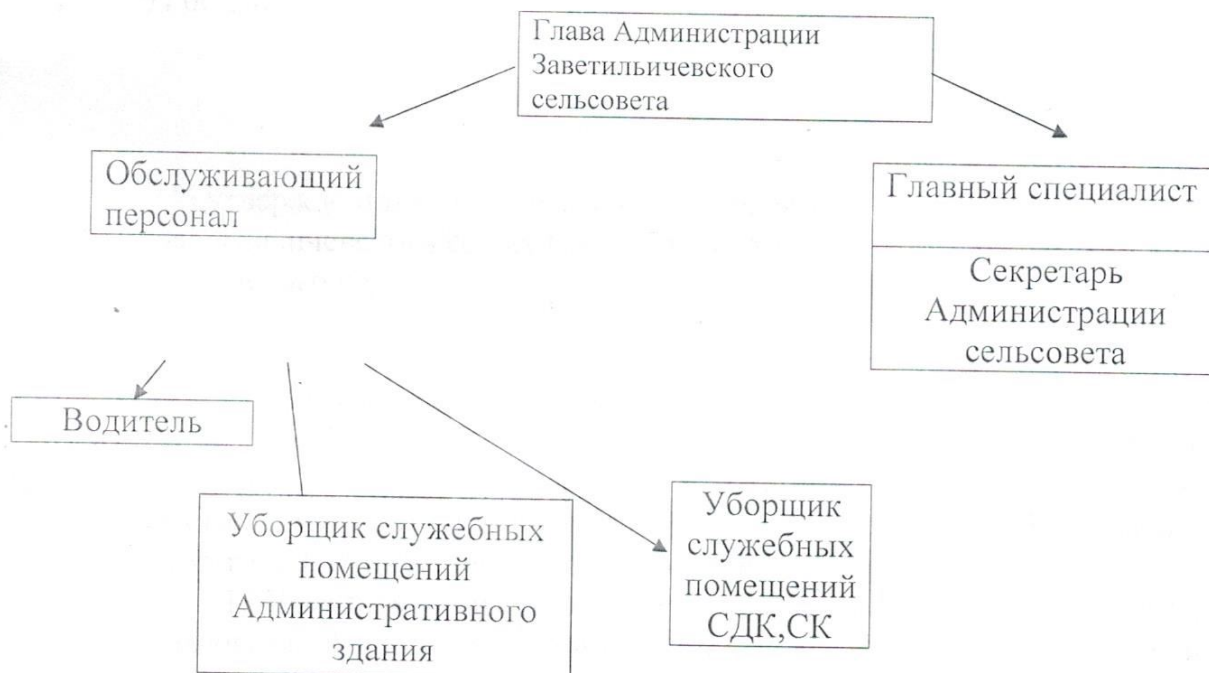 Глава Администрации
Заветильичевского
сельсовета
Обслуживающий
персонал
Главный специалист
Секретарь
Администрации
сельсовета
Водитель
Уборщик служебных
помещений
Административного
здания
Уборщик
служебных
помещений
СДК,СК